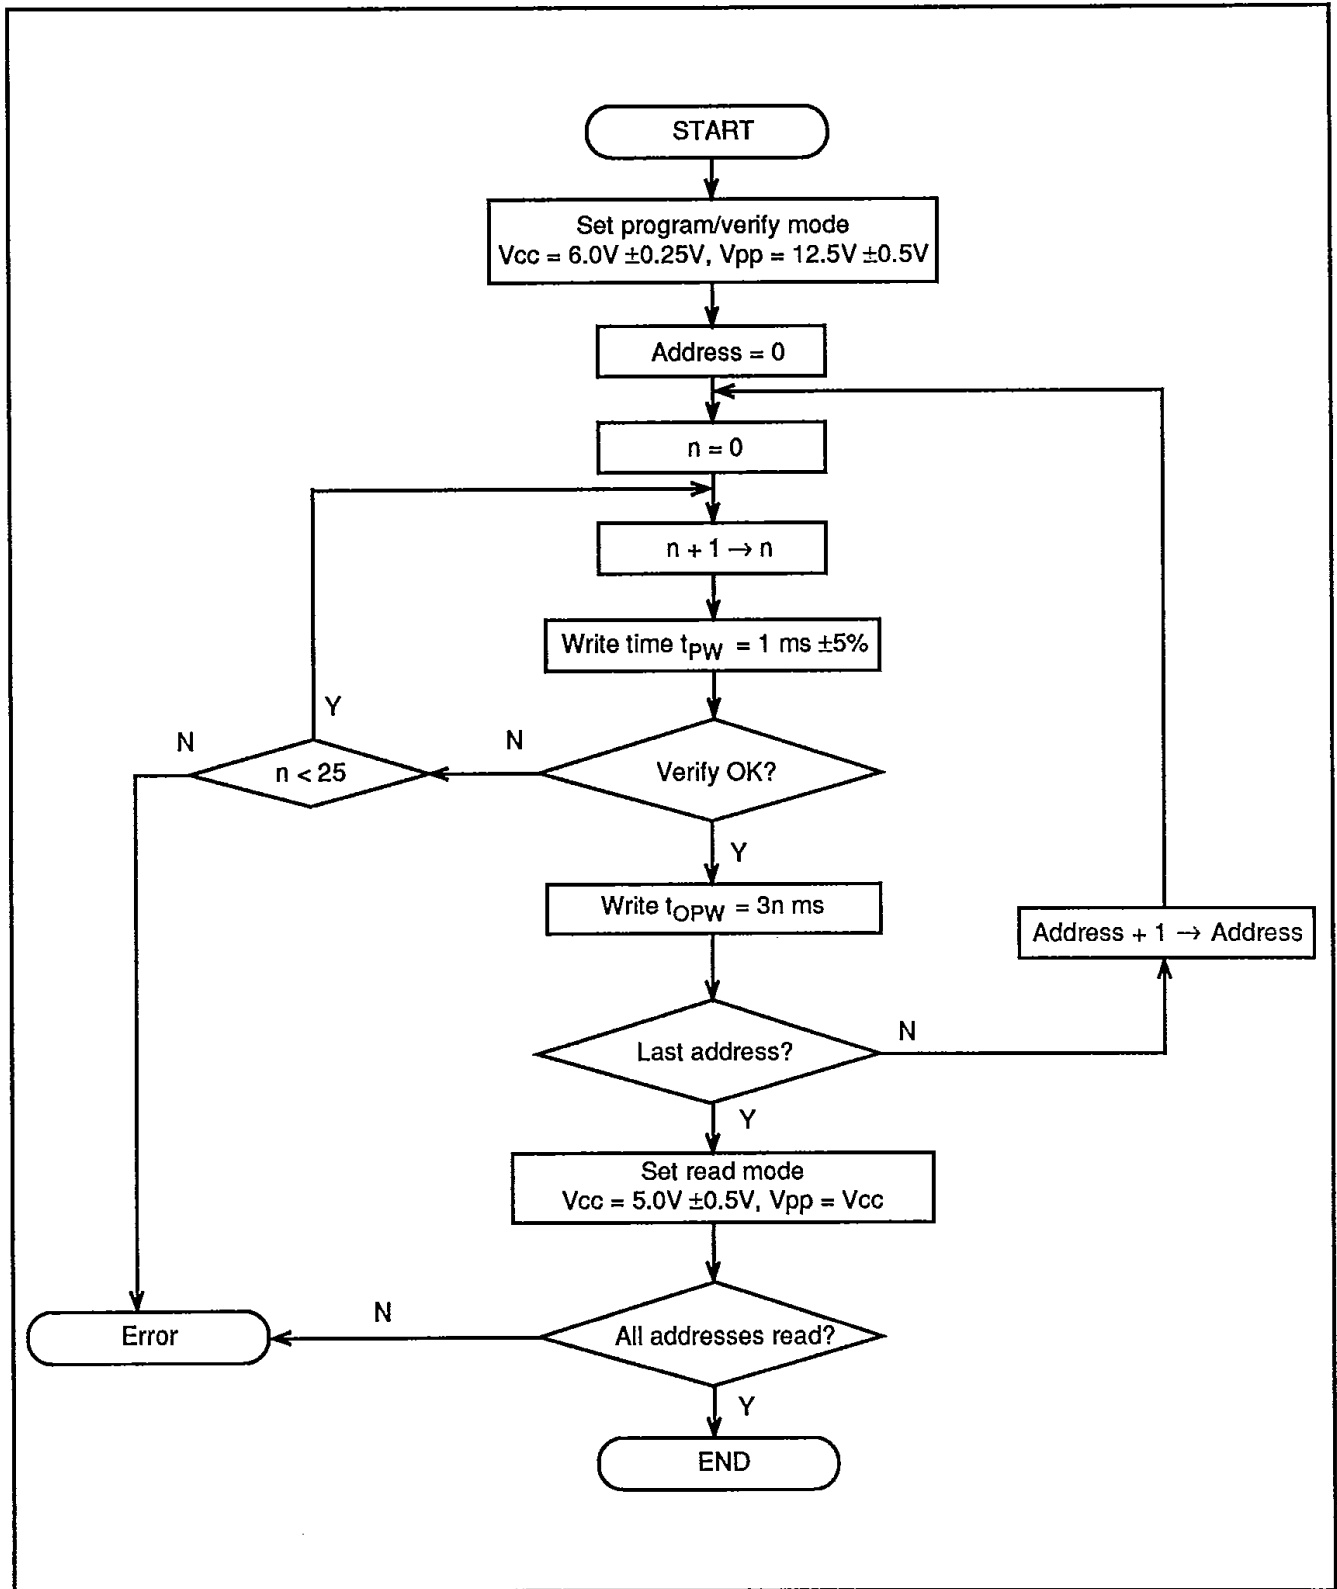 START
Set program/verify mode
Vcc = 6.0V ±0.25V, Vpp = 12.5V ±0.5V
Address = 0
n = 0
n + 1 → n
Write time tPW = 1 ms ±5%
Y
N
n < 25
N
Verify OK?
Y
Write tOPW = 3n ms
Address + 1 → Address
Last address?
N
Y
Set read mode
Vcc = 5.0V ±0.5V, Vpp = Vcc
Error
N
All addresses read?
Y
END